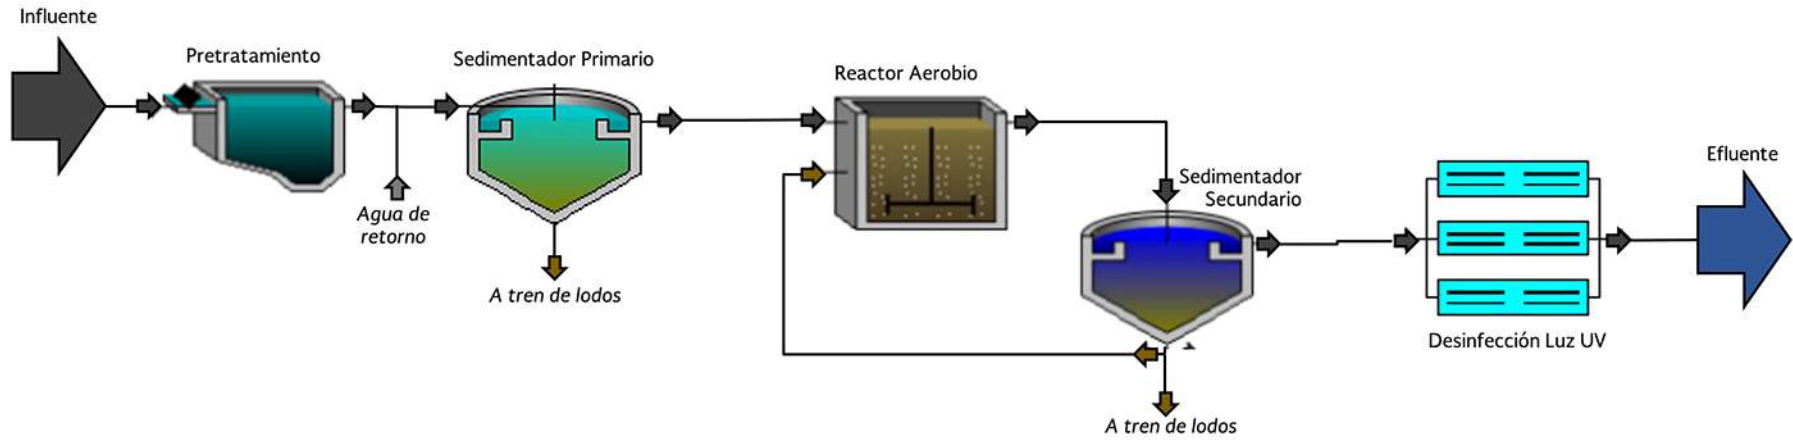 Influente
Pretratamiento
Sedimentador Primario
Reactor Aerobio
Agua de
retorno
A tren de lodos
Sedimentador
Secundario
Efluente
Desinfección Luz UV
A tren de lodos